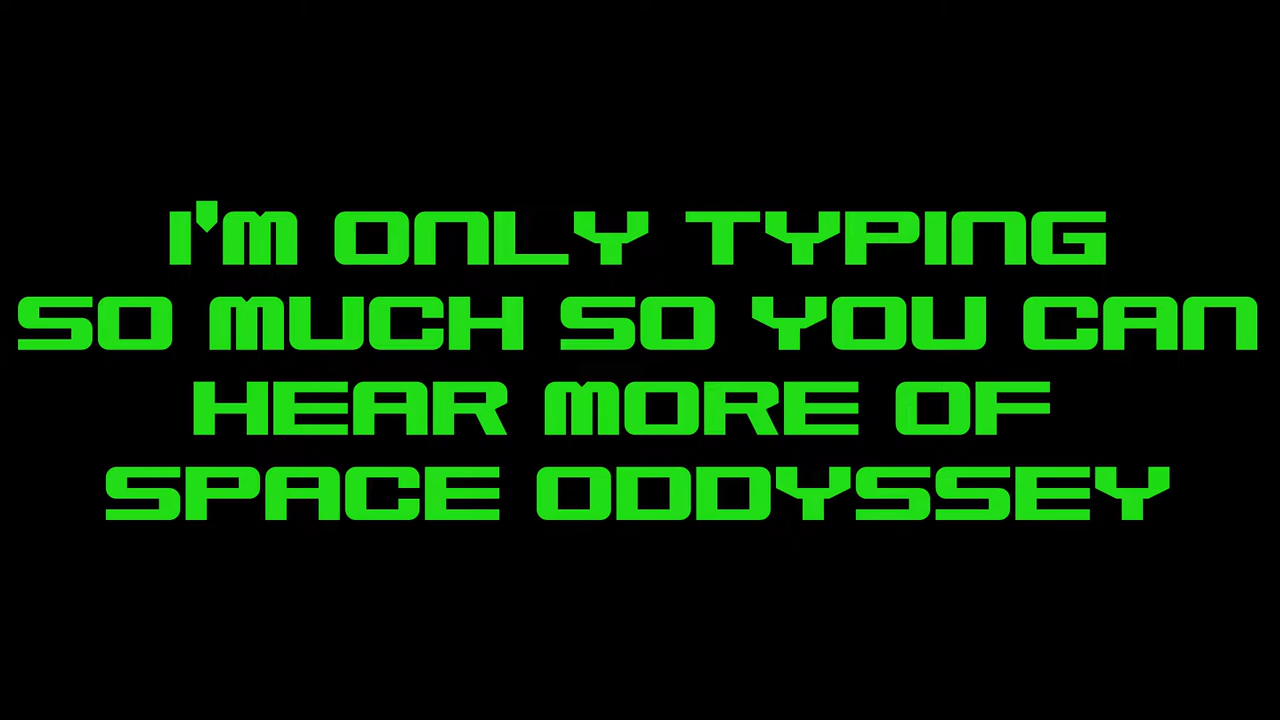 I'M ONLY TYPING
SO MUCH SO YOU CAN
HEAR MORE OF
SPACE ODDYSSEY